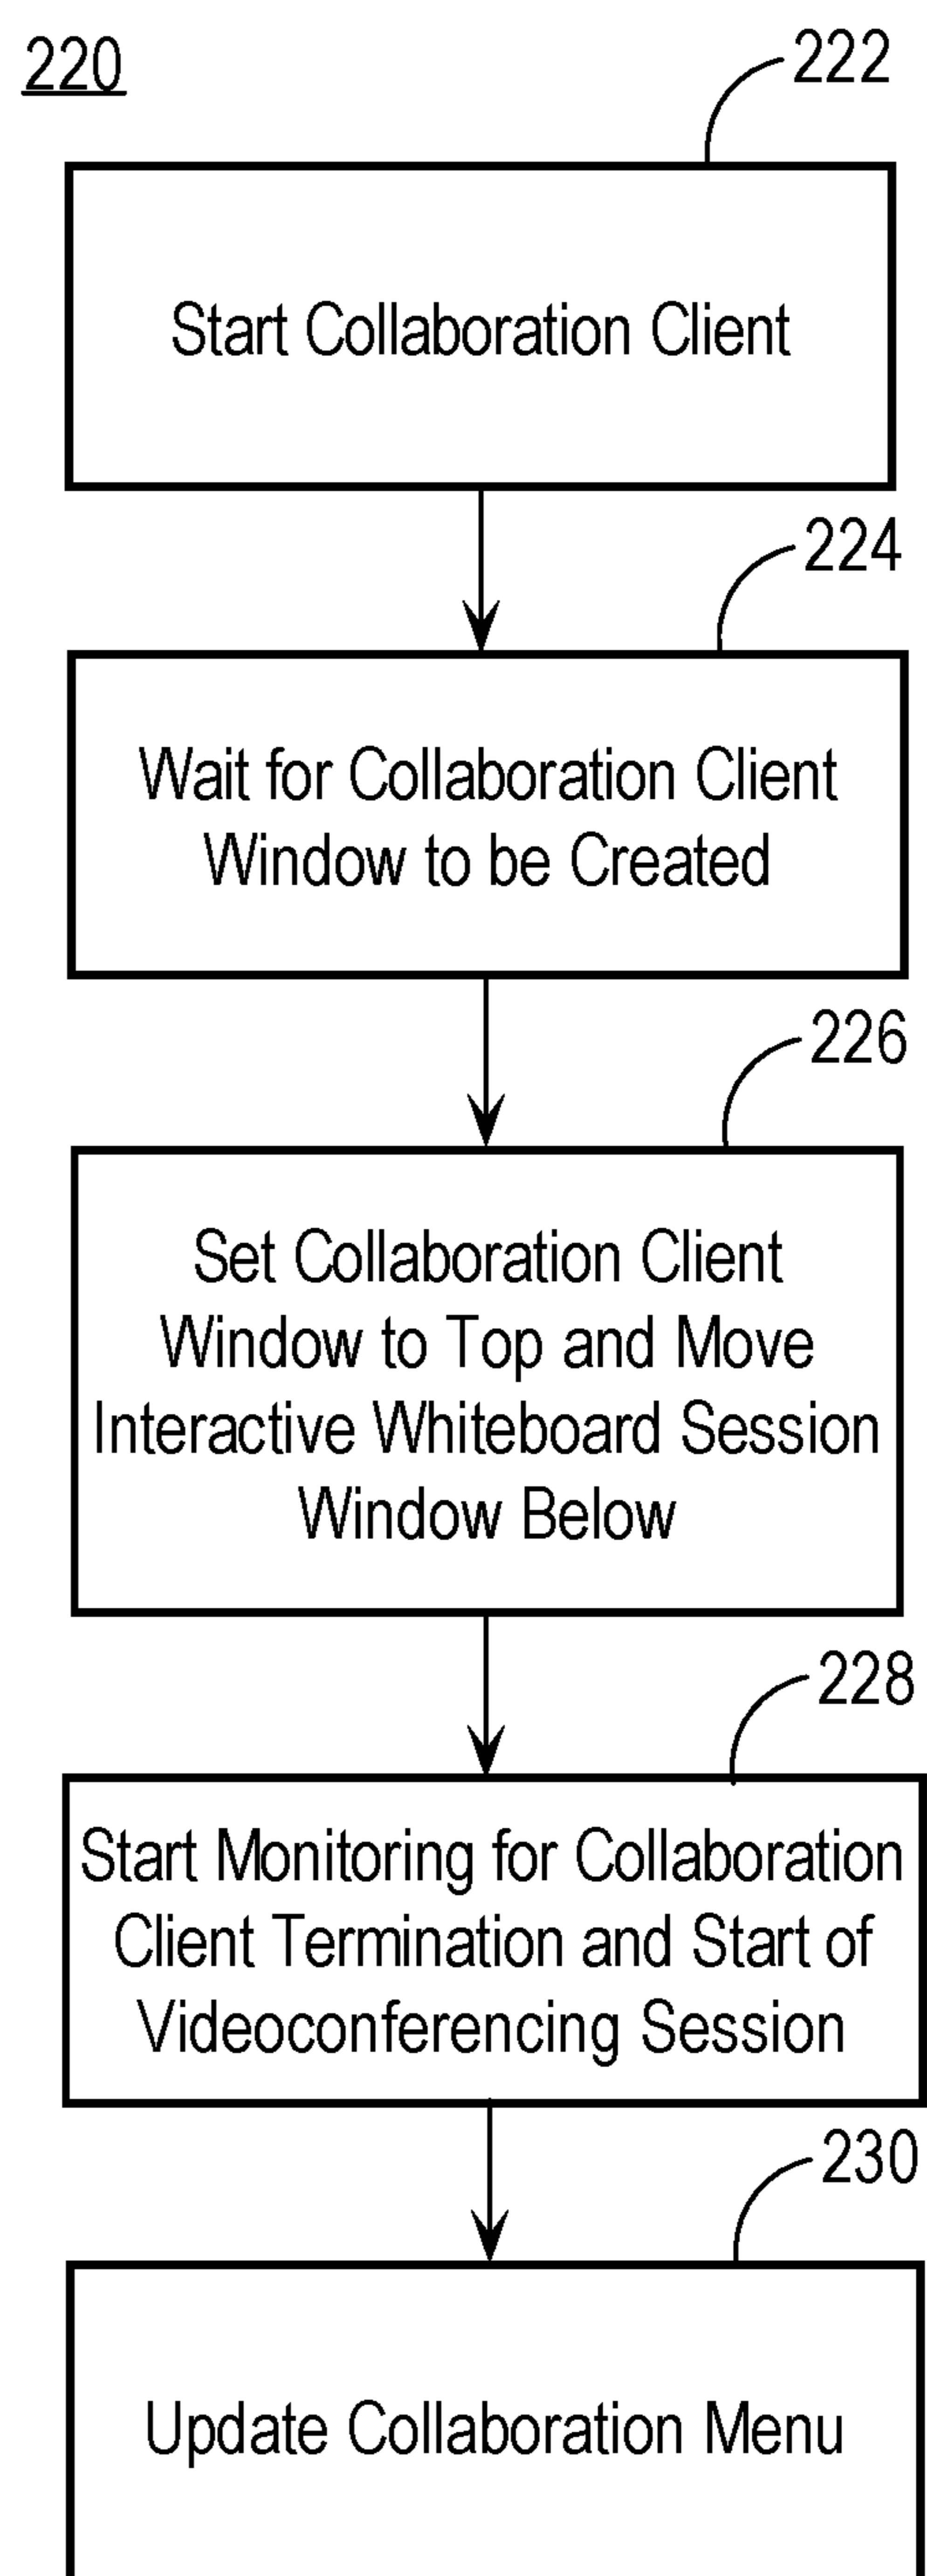 220
222
Start Collaboration Client
224
Wait for Collaboration Client
Window to be Created
226
Set Collaboration Client
Window to Top and Move
Interactive Whiteboard Session
Window Below
228
Start Monitoring for Collaboration
Client Termination and Start of
Videoconferencing Session
230
Update Collaboration Menu